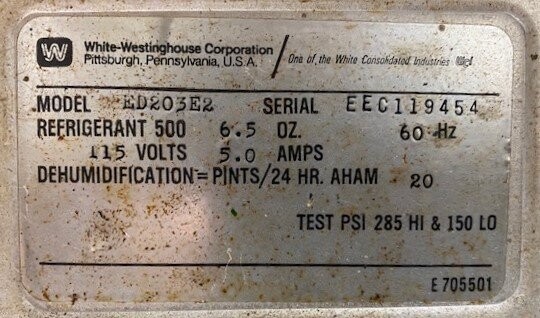 W White-Westinghouse Corporation
Pittsburgh, Pennsylvania, U.S.A. / One of the White Consolidated Industries wci
MODEL ED203E2 SERIAL EEC119454
REFRIGERANT 500 6.5 OZ. 60 Hz
115 VOLTS 5.0 AMPS
DEHUMIDIFICATION = PINTS/24 HR. AHAM 20
TEST PSI 285 HI & 150 LO
E 705501